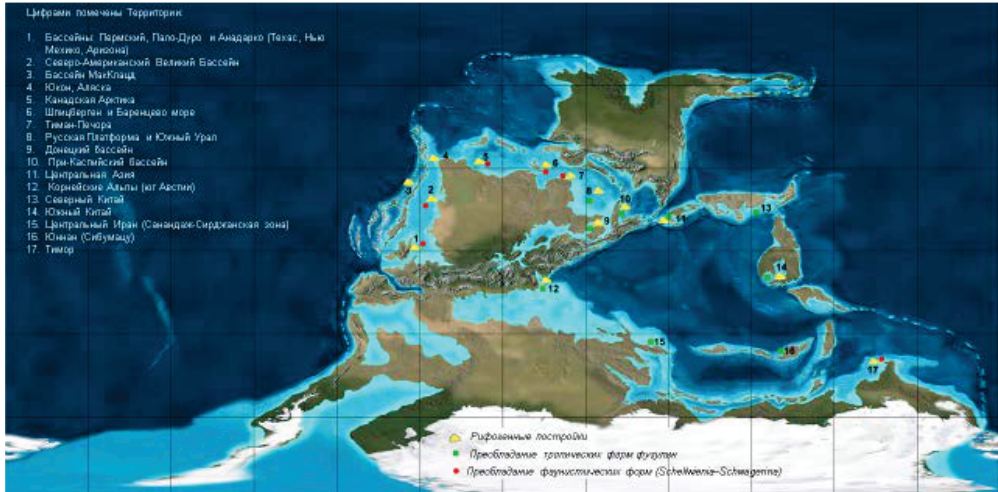 Цифрами помечены Территории:
1. Бассейны: Пермский, Пало-Дуро и Анадарко (Техас, Нью
Мехико, Аризона)
2. Северо-Американский Великий Бассейн
3. Бассейн МакКлауд
4. Юкон, Аляска
5. Канадская Арктика
6. Шпицберген и Баренцево море
7. Тиман-Печора
8. Русская Платформа и Южный Урал
9. Донецкий бассейн
10. При-Каспийский бассейн
11. Центральная Азия
12. Корнейские Альпы (юг Австии)
13. Северный Китай
14. Южный Китай
15. Центральный Иран (Санандаж-Сирджанская зона)
16. Юннан (Сибумацу)
17. Тимор
4
5
6
7
3
2
8
10
9
11
13
1
14
12
15
16
17
Рифогенные постройки
Преобладание тропических форм фузулин
Преобладание фаунистических форм (Schellwienia-Schwagerina)